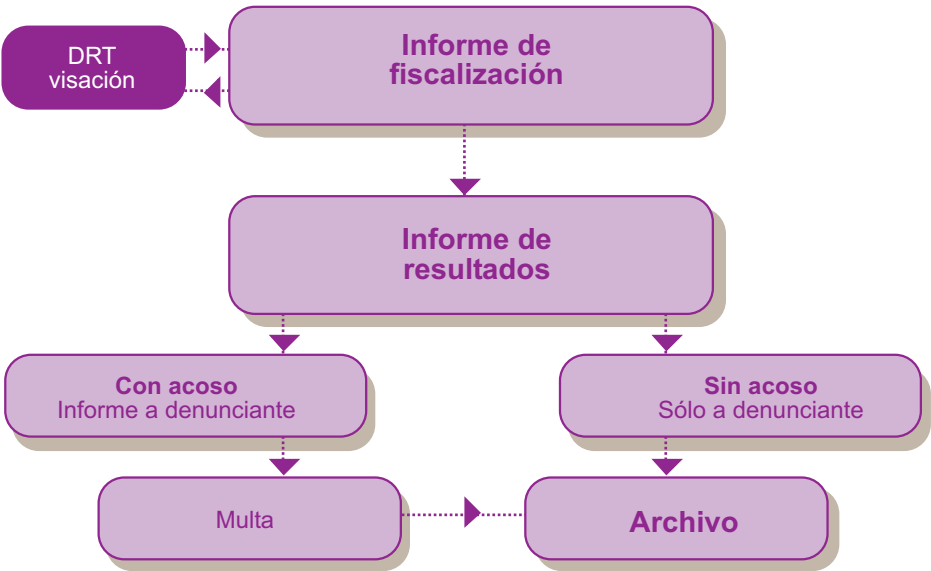 DRT
visación
Informe de
fiscalización
Informe de
resultados
Con acoso
Informe a denunciante
Sin acoso
Sólo a denunciante
Multa
Archivo